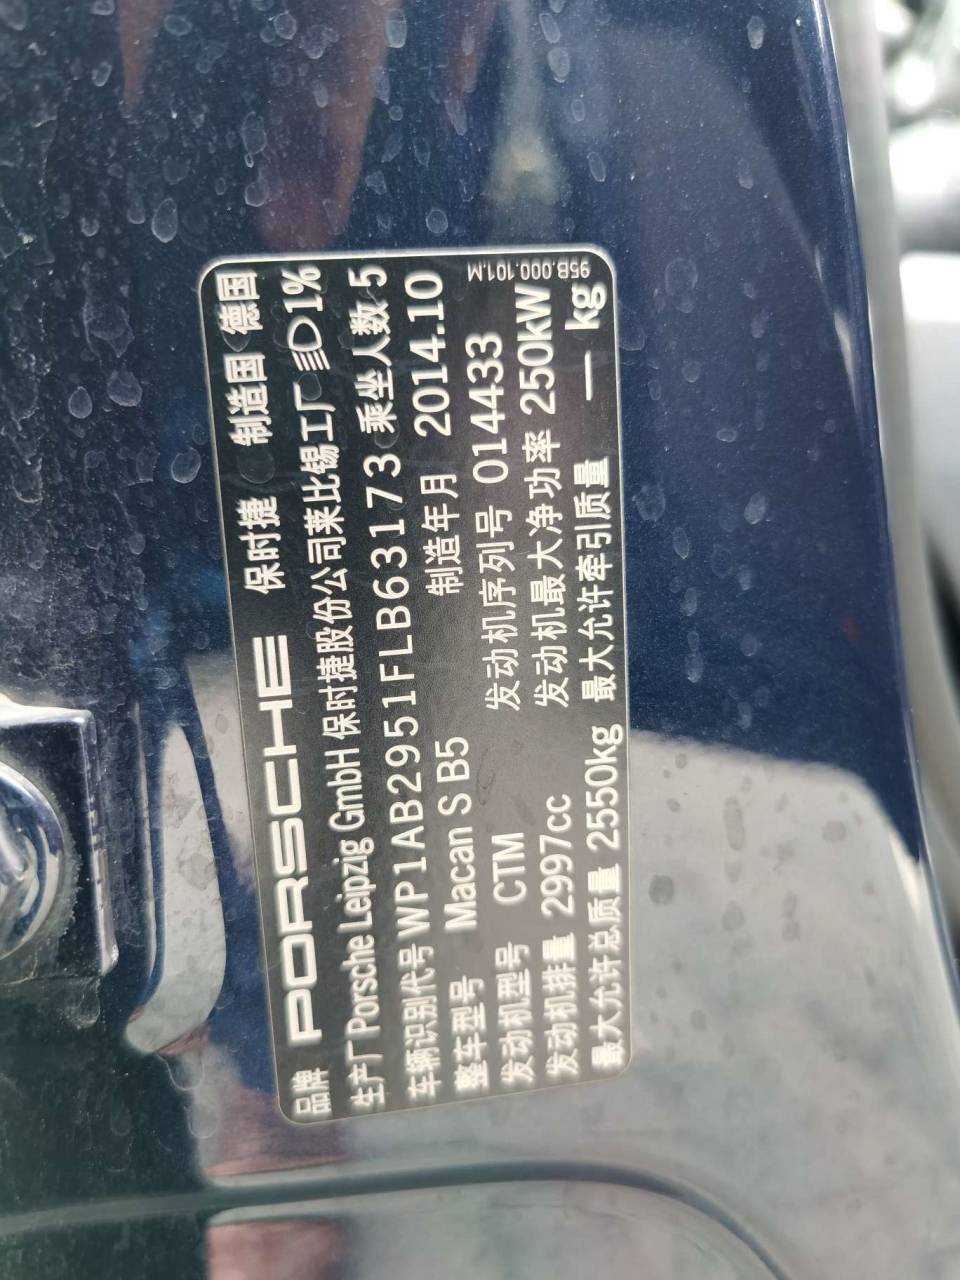 品牌 PORSCHE 保时捷 制造国 德国
生产厂 Porsche Leipzig GmbH 保时捷股份公司莱比锡工厂 1%
车辆识别代号 WP1AB2951FLB63173 乘坐人数 5
整车型号 Macan S B5 制造年月 2014.10
发动机型号 CTM 发动机序列号 014433
发动机排量 2997cc 发动机最大净功率 250kW
最大允许总质量 2550kg 最大允许牵引质量 — kg
95B.000.101.M